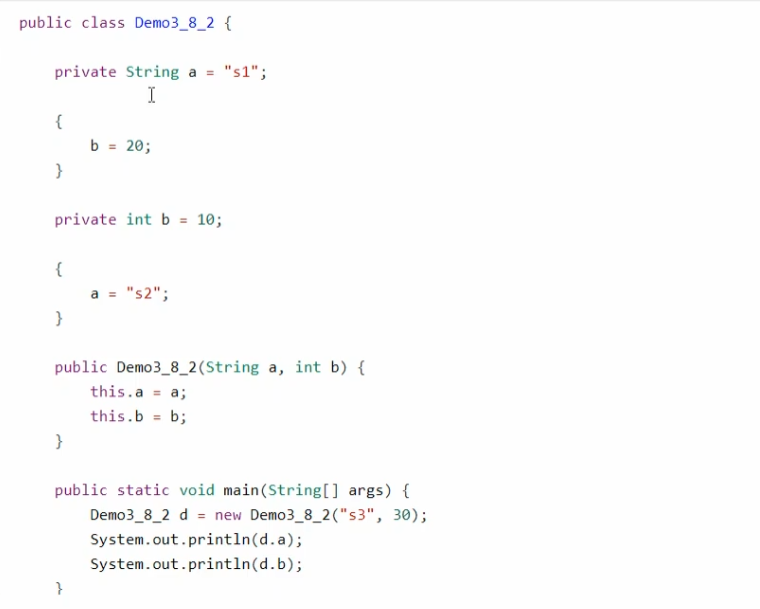 public class Demo3_8_2 {
private String a = "s1";
{
b = 20;
}
private int b = 10;
{
a = "s2";
}
public Demo3_8_2(String a, int b) {
this.a = a;
this.b = b;
}
public static void main(String[] args) {
Demo3_8_2 d = new Demo3_8_2("s3", 30);
System.out.println(d.a);
System.out.println(d.b);
}